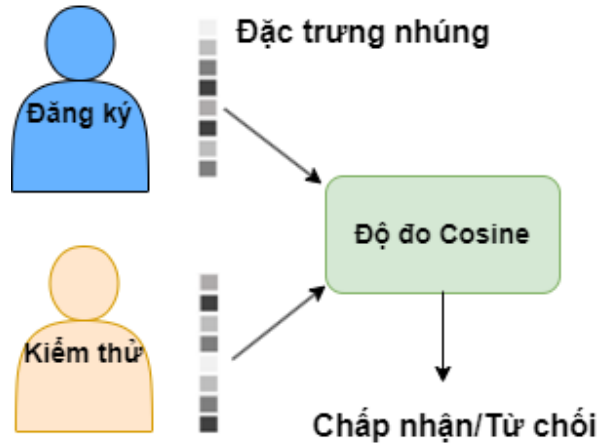 Đặc trưng nhúng
Đăng ký
Độ đo Cosine
Kiểm thử
Chấp nhận/Từ chối